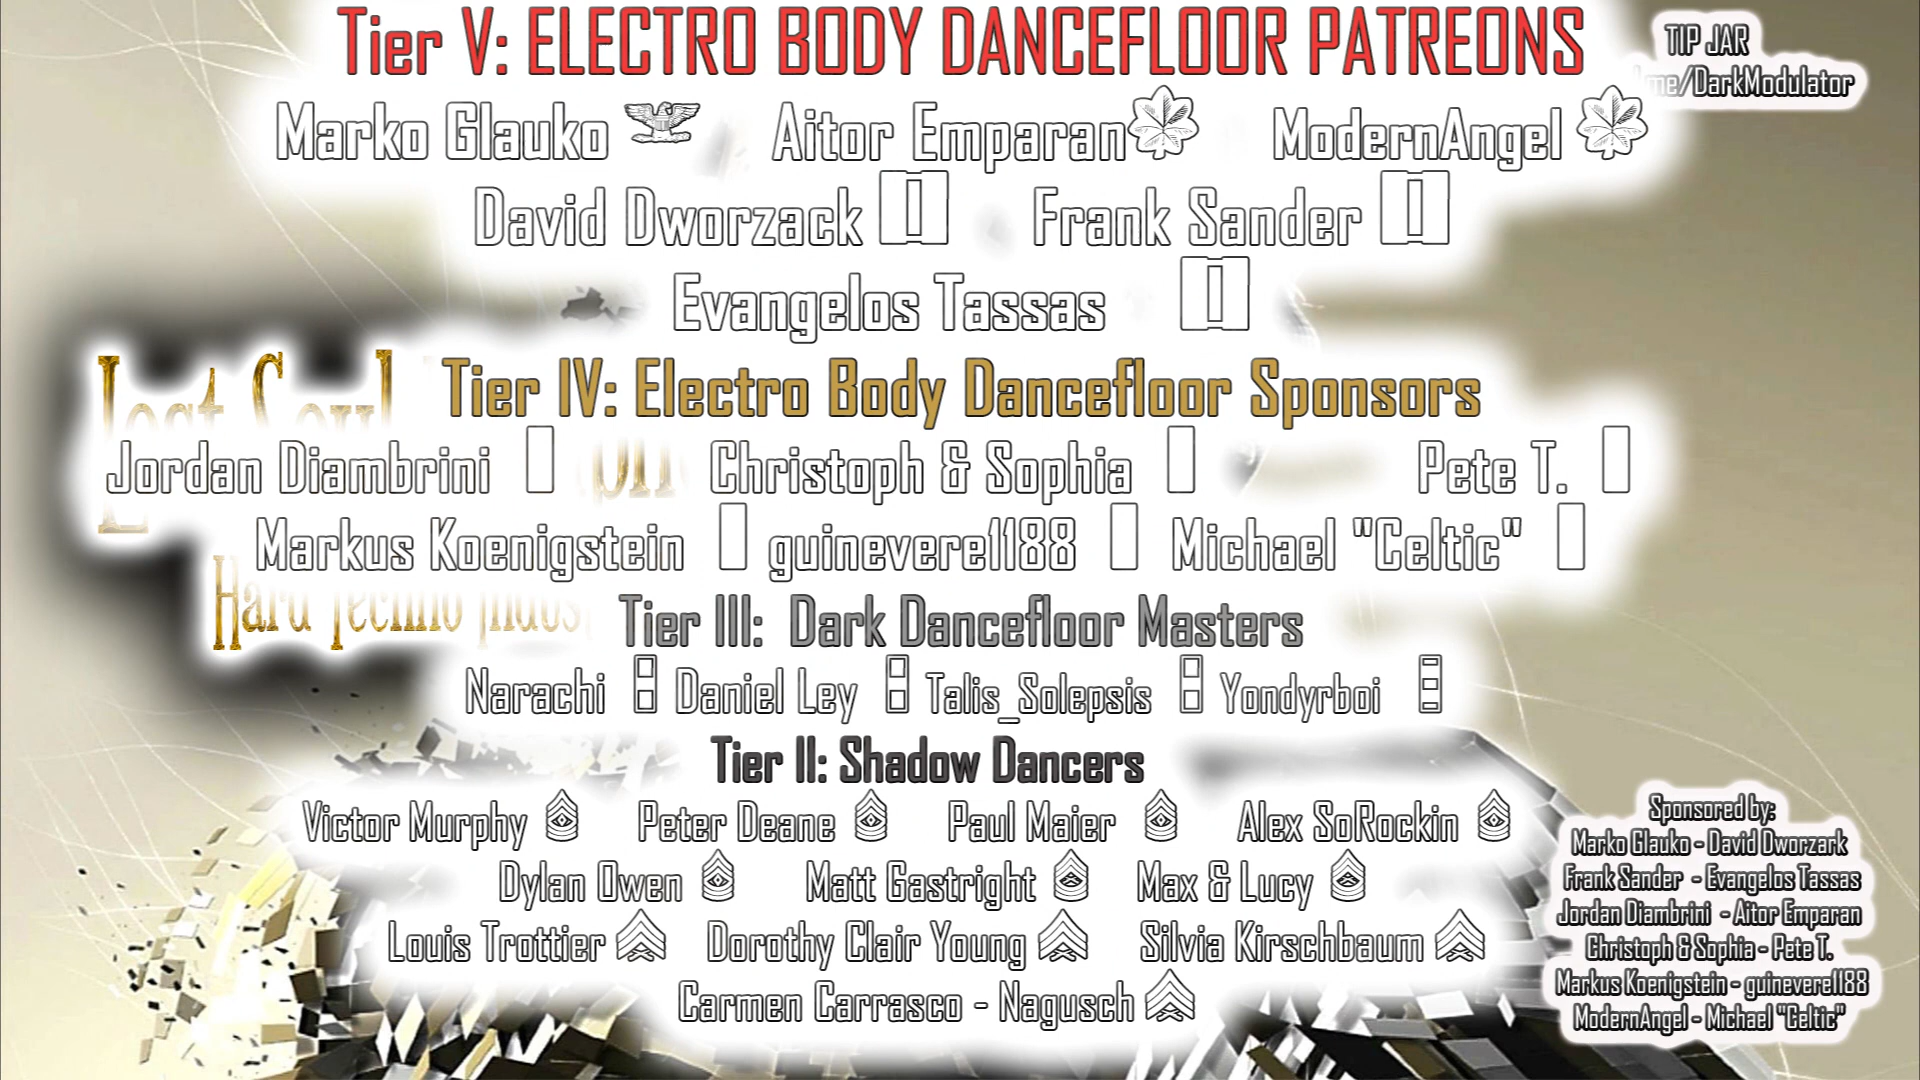 Tier V: ELECTRO BODY DANCEFLOOR PATREONS
TIP JAR
me/DarkModulator
Marko Glauko Aitor Emparan ModernAngel
David Dworzack Frank Sander
Evangelos Tassas
Lost Soul
Tier IV: Electro Body Dancefloor Sponsors
Jordan Diambrini Christoph & Sophia Pete T.
Markus Koenigstein guinevere1188 Michael "Celtic"
Hard Techno
Tier III: Dark Dancefloor Masters
Narachi Daniel Ley Talis_Solepsis Yondyrboi
Tier II: Shadow Dancers
Victor Murphy Peter Deane Paul Maier Alex SoRockin
Dylan Owen Matt Gastright Max & Lucy
Louis Trottier Dorothy Clair Young Silvia Kirschbaum
Carmen Carrasco - Nagusch
Sponsored by:
Marko Glauko - David Dworzark
Frank Sander - Evangelos Tassas
Jordan Diambrini - Aitor Emparan
Christoph & Sophia - Pete T.
Markus Koenigstein - guinevere1188
ModernAngel - Michael "Celtic"